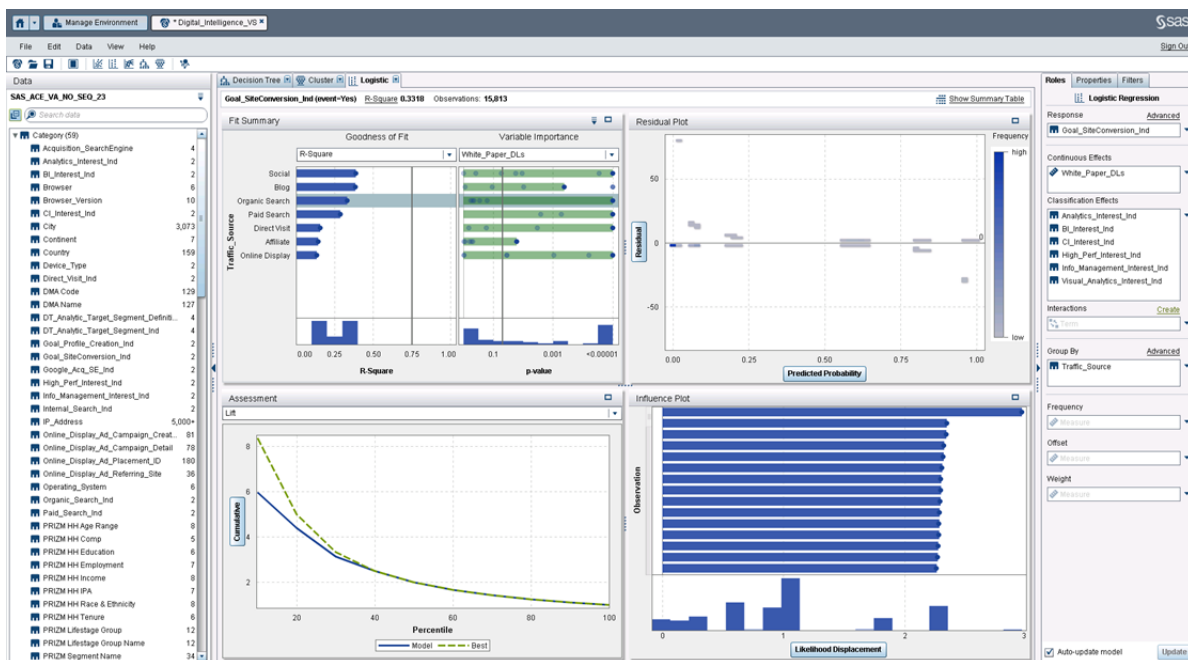 Manage Environment
* Digital_Intelligence_VS
sas
File Edit Data View Help
Sign Ou
Data
SAS_ACE_VA_NO_SEQ_23
Search data
Category (59)
Acquisition_SearchEngine 4
Analytics_Interest_Ind 2
BI_Interest_Ind 2
Browser 6
Browser_Version 10
CI_Interest_Ind 2
City 3,073
Continent 7
Country 159
Device_Type 2
Direct_Visit_Ind 2
DMA Code 129
DMA Name 127
DT_Analytic_Target_Segment_Definiti... 4
DT_Analytic_Target_Segment_Ind 4
Goal_Profile_Creation_Ind 2
Goal_SiteConversion_Ind 2
Google_Acq_SE_Ind 2
High_Perf_Interest_Ind 2
Info_Management_Interest_Ind 2
Internal_Search_Ind 2
IP_Address 5,000+
Online_Display_Ad_Campaign_Creat... 81
Online_Display_Ad_Campaign_Detail 78
Online_Display_Ad_Placement_ID 180
Online_Display_Ad_Referring_Site 36
Operating_System 6
Organic_Search_Ind 2
Paid_Search_Ind 2
PRIZM HH Age Range 8
PRIZM HH Comp 5
PRIZM HH Education 6
PRIZM HH Employment 7
PRIZM HH Income 8
PRIZM HH IPA 7
PRIZM HH Race & Ethnicity 8
PRIZM HH Tenure 6
PRIZM Lifestage Group 12
PRIZM Lifestage Group Name 12
PRIZM Segment Name 34
Decision Tree Cluster Logistic
Goal_SiteConversion_Ind (event=Yes) R-Square 0.3318 Observations: 15,813
Show Summary Table
Fit Summary
Goodness of Fit Variable Importance
R-Square White_Paper_DLs
Traffic_Source
Social
Blog
Organic Search
Paid Search
Direct Visit
Affiliate
Online Display
0.00 0.25 0.50 0.75 1.00 0.1 0.001 <0.00001
R-Square p-value
Residual Plot
Frequency
high
low
Residual
50
0
-50
0
0.00 0.25 0.50 0.75 1.00
Predicted Probability
Assessment
Lift
Cumulative
8
6
4
2
20 40 60 80 100
Percentile
Model Best
Influence Plot
Observation
0 1 2 3
Likelihood Displacement
Roles Properties Filters
Logistic Regression
Response Advanced
Goal_SiteConversion_Ind
Continuous Effects
White_Paper_DLs
Classification Effects
Analytics_Interest_Ind
BI_Interest_Ind
CI_Interest_Ind
High_Perf_Interest_Ind
Info_Management_Interest_Ind
Visual_Analytics_Interest_Ind
Interactions Create
Term
Group By Advanced
Traffic_Source
Frequency
Measure
Offset
Measure
Weight
Measure
Auto-update model Update